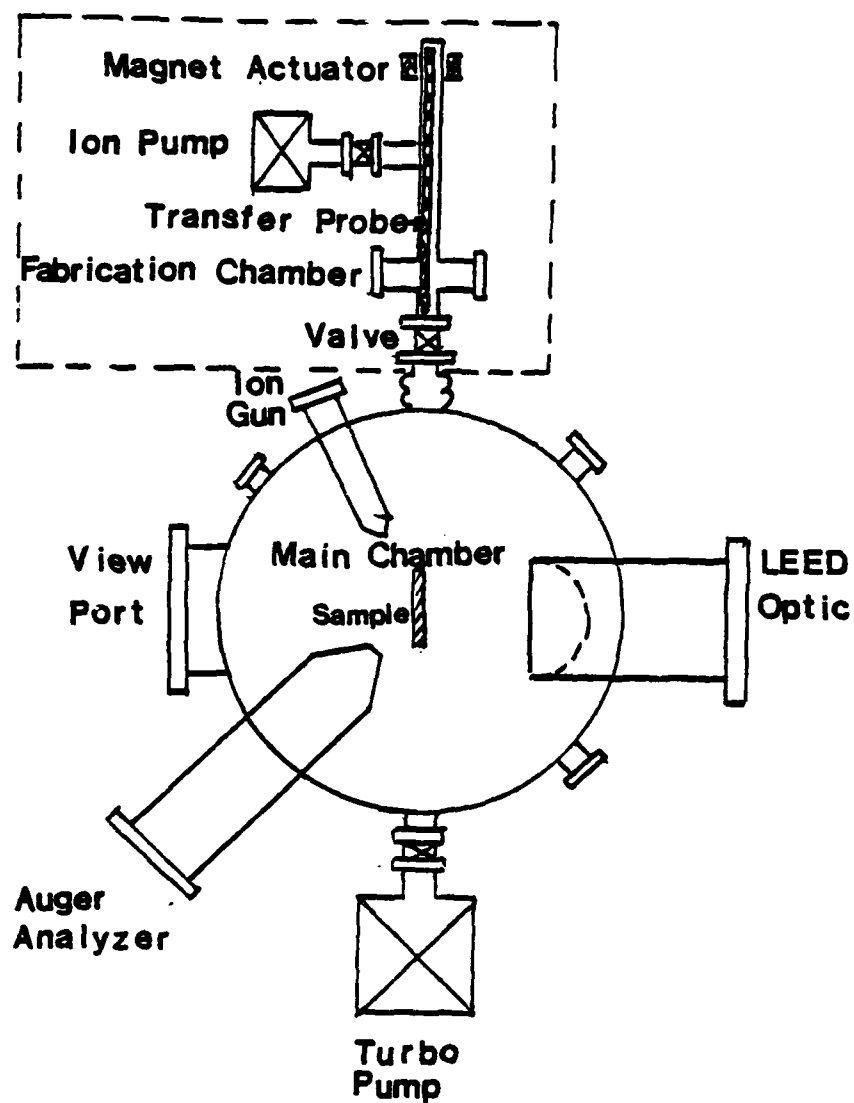 Magnet Actuator
Ion Pump
Transfer Probe
Fabrication Chamber
Valve
Ion
Gun
Main Chamber
View
Port
Sample
LEED
Optic
Auger
Analyzer
Turbo
Pump